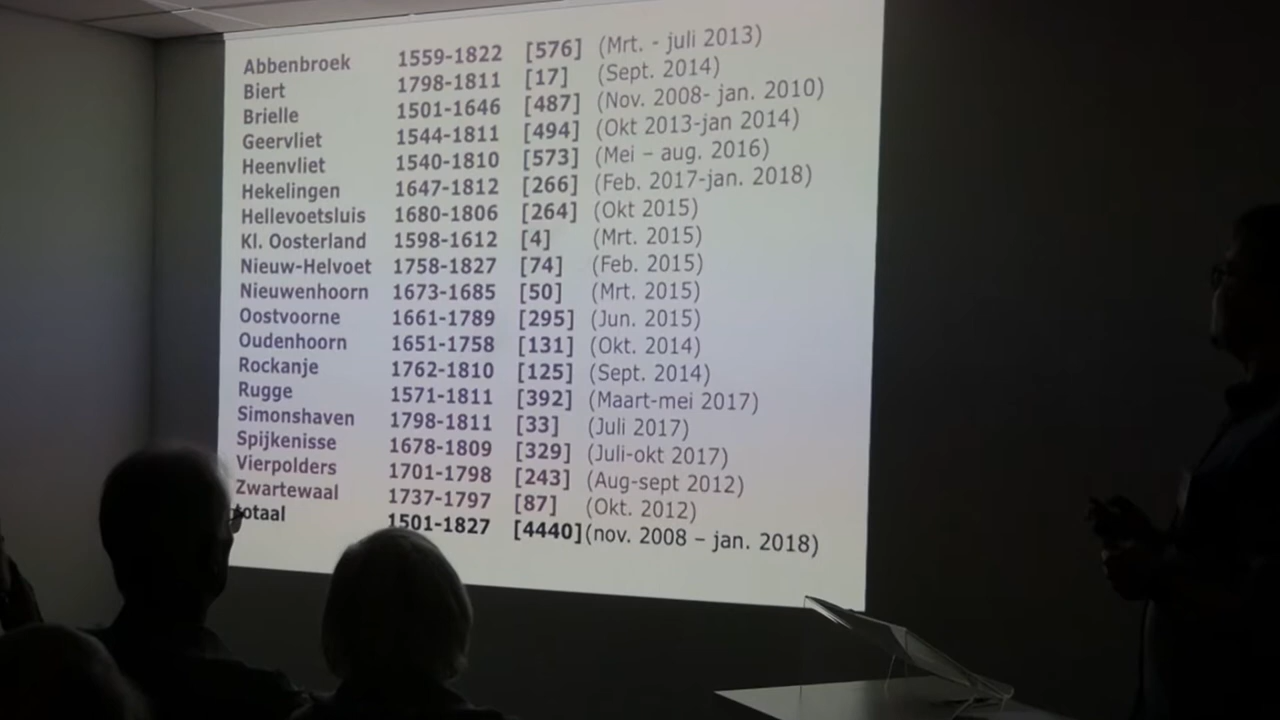 Abbenbroek 1559-1822 [576] (Mrt. - juli 2013)
Biert 1798-1811 [17] (Sept. 2014)
Brielle 1501-1646 [487] (Nov. 2008- jan. 2010)
Geervliet 1544-1811 [494] (Okt 2013-jan 2014)
Heenvliet 1540-1810 [573] (Mei – aug. 2016)
Hekelingen 1647-1812 [266] (Feb. 2017-jan. 2018)
Hellevoetsluis 1680-1806 [264] (Okt 2015)
Kl. Oosterland 1598-1612 [4] (Mrt. 2015)
Nieuw-Helvoet 1758-1827 [74] (Feb. 2015)
Nieuwenhoorn 1673-1685 [50] (Mrt. 2015)
Oostvoorne 1661-1789 [295] (Jun. 2015)
Oudenhoorn 1651-1758 [131] (Okt. 2014)
Rockanje 1762-1810 [125] (Sept. 2014)
Rugge 1571-1811 [392] (Maart-mei 2017)
Simonshaven 1798-1811 [33] (Juli 2017)
Spijkenisse 1678-1809 [329] (Juli-okt 2017)
Vierpolders 1701-1798 [243] (Aug-sept 2012)
Zwartewaal 1737-1797 [87] (Okt. 2012)
totaal 1501-1827 [4440] (nov. 2008 – jan. 2018)